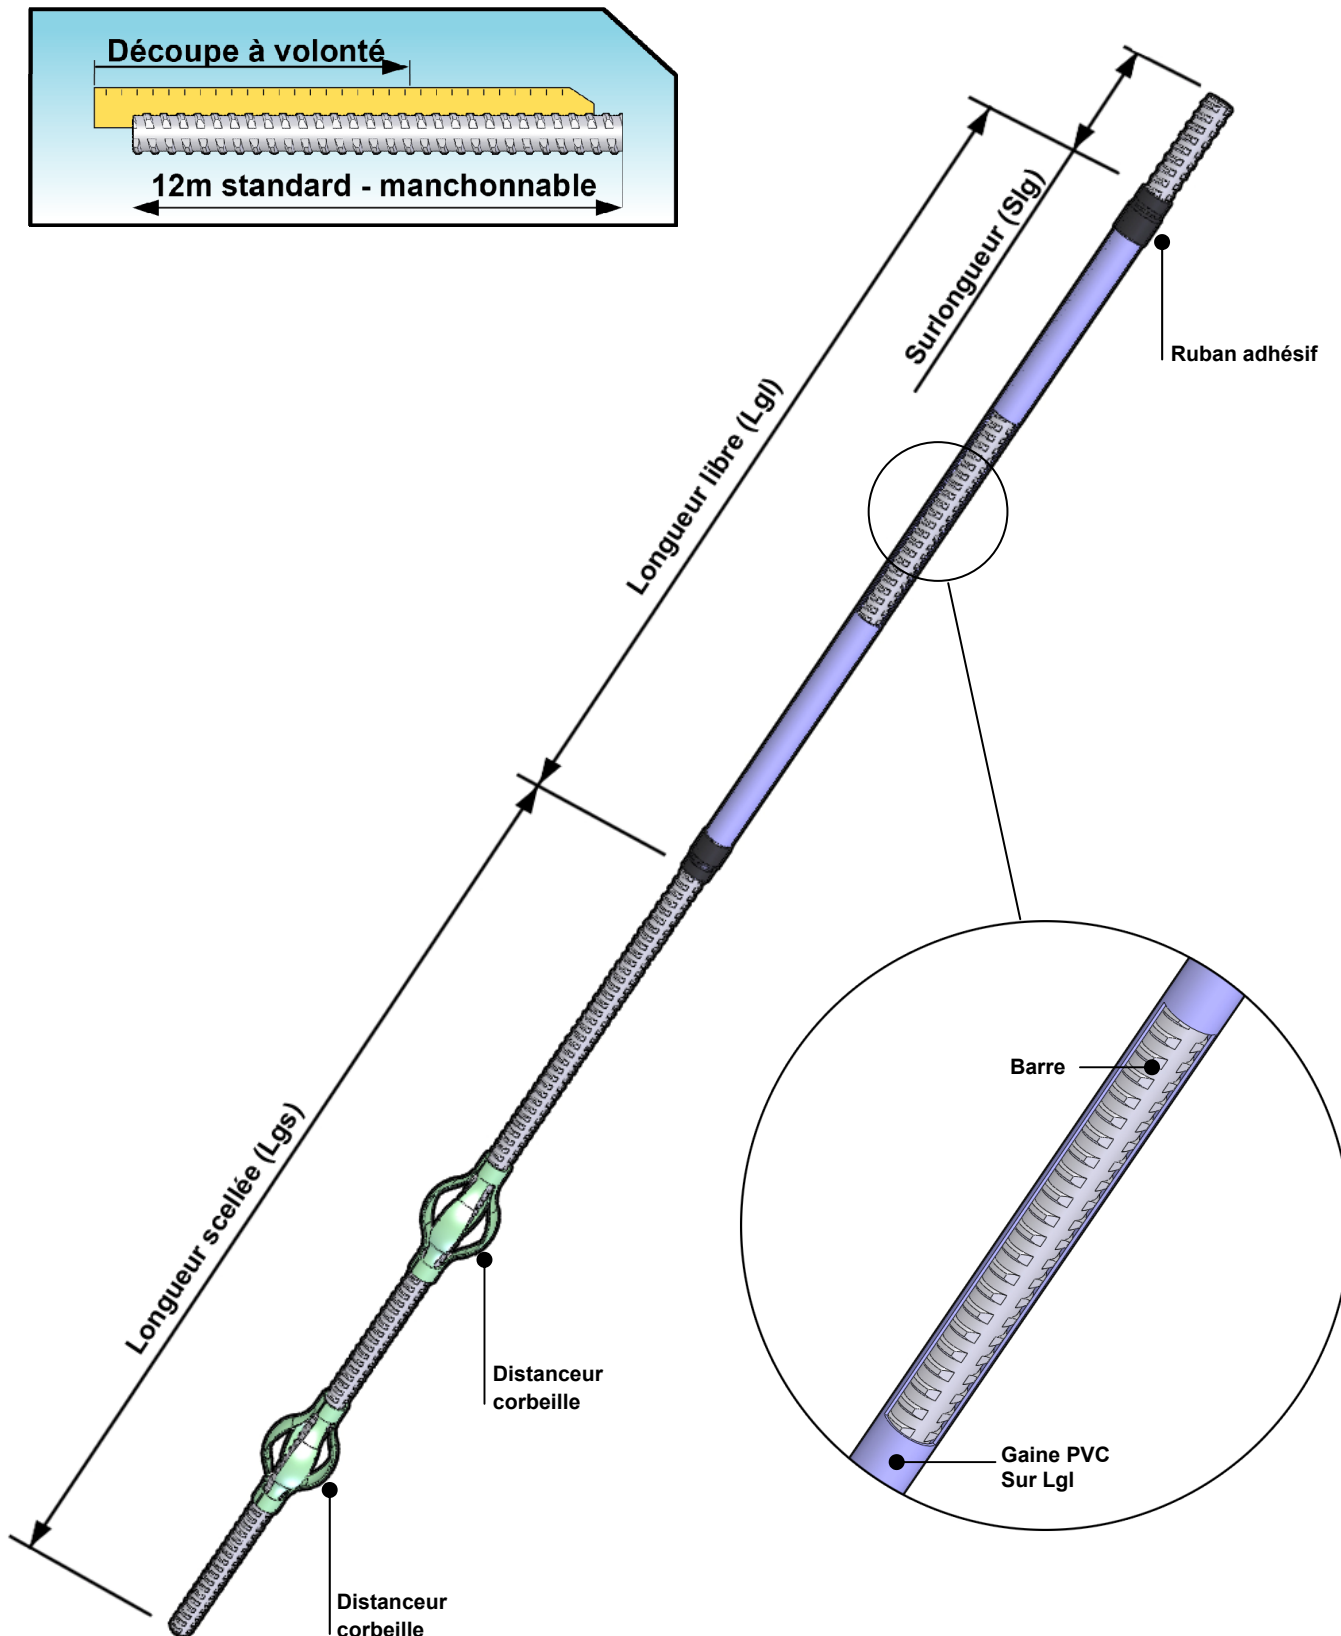 Découpe à volonté
12m standard - manchonnable
Surlongueur (Slg)
Ruban adhésif
Longueur libre (Lgl)
Longueur scellée (Lgs)
Barre
Distanceur
corbeille
Gaine PVC
Sur Lgl
Distanceur
corbeille